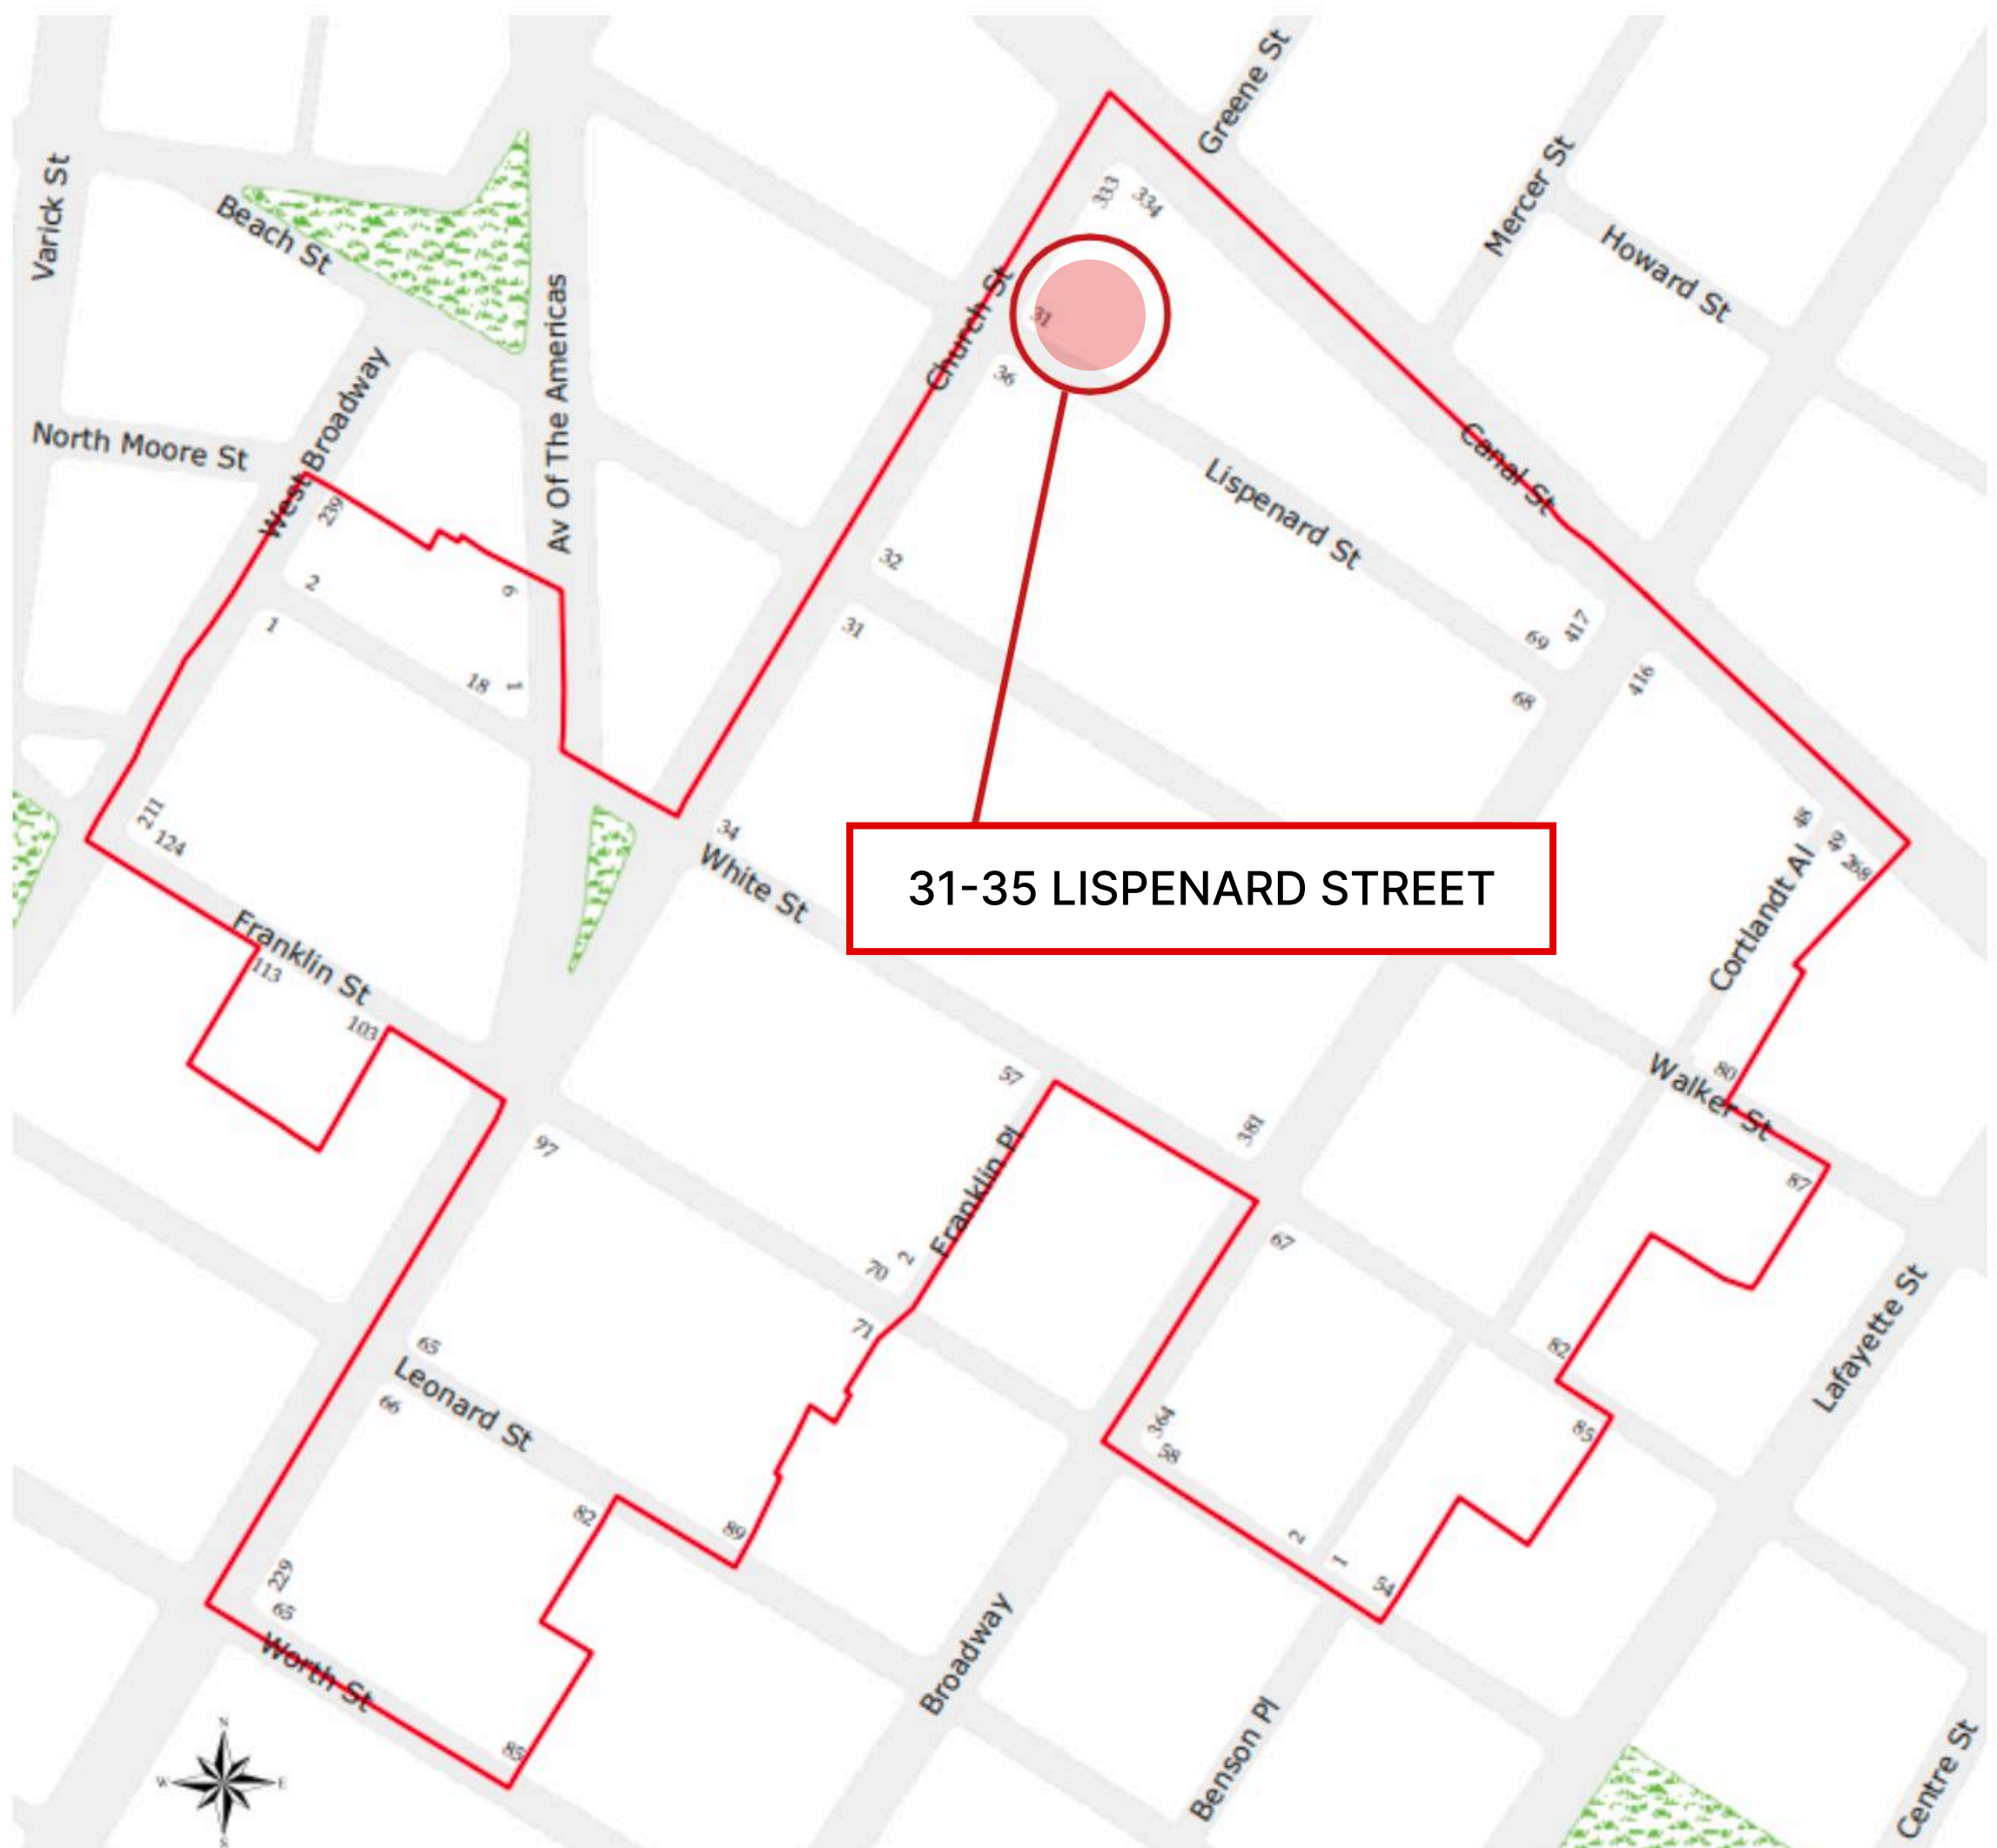 Greene St
Varick St
Mercer St
333
334
Beach St
Howard St
Church St
Av Of The Americas
31
36
West Broadway
North Moore St
Canal St
Lispenard St
239
32
2
6
1
31
69
417
18
1
68
416
211
124
34
White St
48
49
268
31-35 LISPENARD STREET
Cortlandt Al
Franklin St
113
103
57
80
Walker St
381
97
Franklin Pl
87
67
70
2
71
82
65
Leonard St
66
Lafayette St
364
58
85
82
89
2
1
54
229
65
Worth St
Broadway
85
Benson Pl
Centre St
N
W
E
S